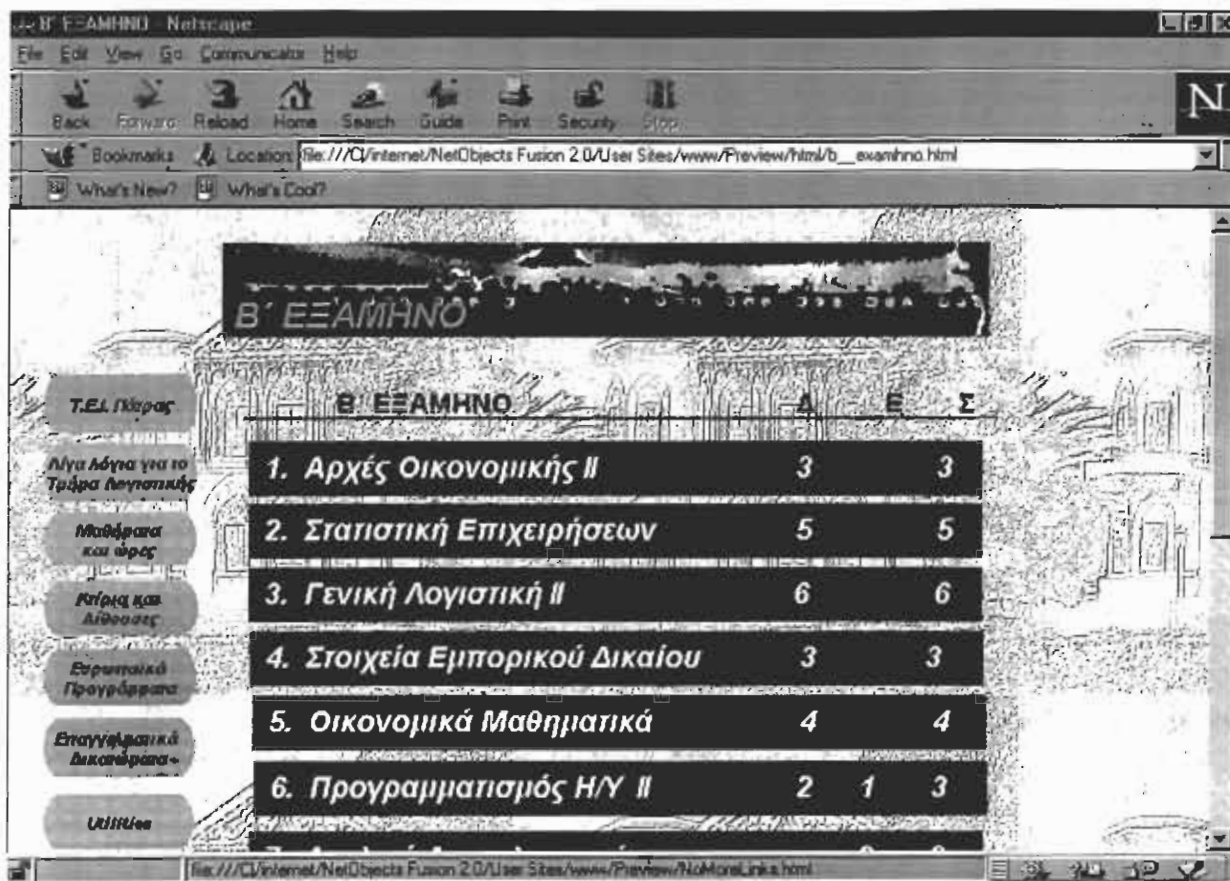 B΄ ΕΞΑΜΗΝΟ - Netscape
File Edit View Go Communicator Help
Back Forward Reload Home Search Guide Print Security Stop
N
Bookmarks Location: file:///C|/internet/NetObjects Fusion 2.0/User Sites/www/Preview/html/b__examhno.html
What's New? What's Cool?
Β΄ ΕΞΑΜΗΝΟ
Τ.Ε.Ι. Πάτρας
Λίγα λόγια για το
Τμήμα Λογιστικής
Μαθήματα
και ώρες
Κτίρια και
Αίθουσες
Ευρωπαικά
Προγράμματα
Επαγγελματικά
Δικαιώματα
Utilities
Β΄ ΕΞΑΜΗΝΟ Δ Ε Σ
1. Αρχές Οικονομικής II 3 3
2. Στατιστική Επιχειρήσεων 5 5
3. Γενική Λογιστική II 6 6
4. Στοιχεία Εμπορικού Δικαίου 3 3
5. Οικονομικά Μαθηματικά 4 4
6. Προγραμματισμός Η/Υ II 2 1 3
file:///C|/internet/NetObjects Fusion 2.0/User Sites/www/Preview/NoMoreLinks.html